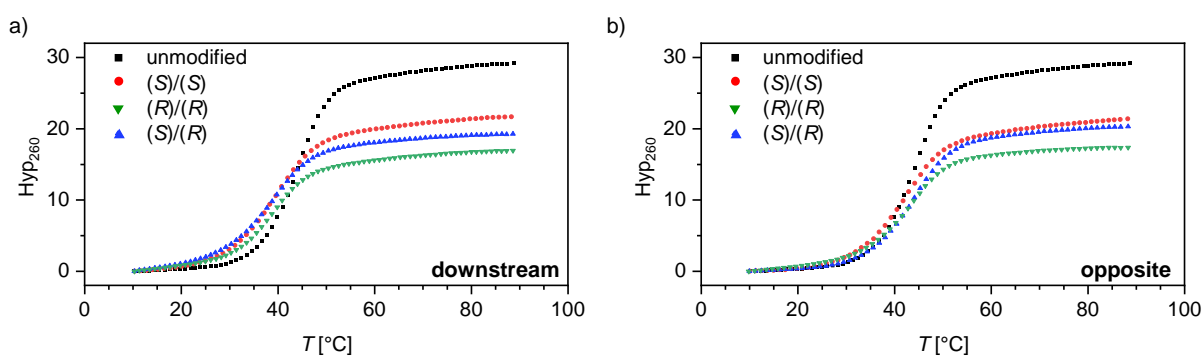 a)
30
20
10
0
Hyp₂₆₀
unmodified
(S)/(S)
(R)/(R)
(S)/(R)
downstream
0 20 40 60 80 100
T [°C]
b)
30
20
10
0
Hyp₂₆₀
unmodified
(S)/(S)
(R)/(R)
(S)/(R)
opposite
0 20 40 60 80 100
T [°C]